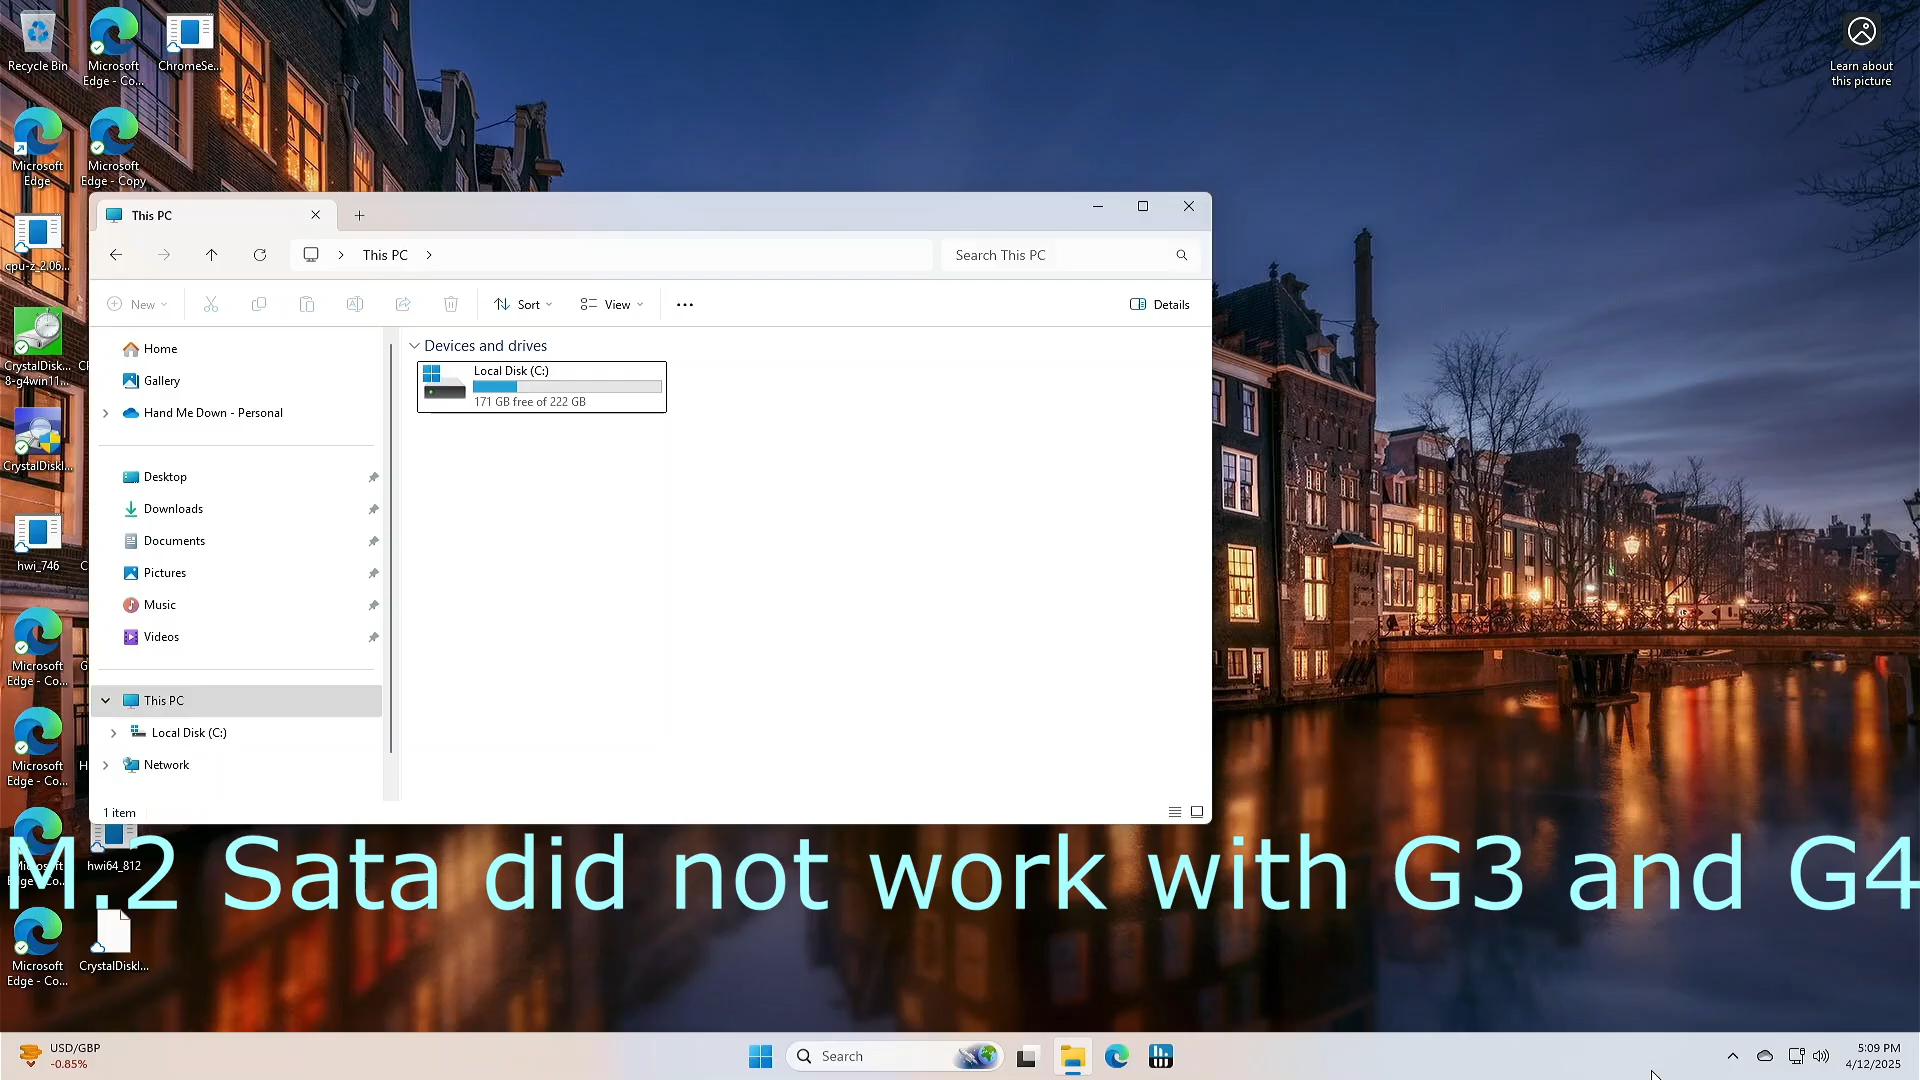 Recycle Bin
Microsoft
Edge - Co...
ChromeSe...
Learn about
this picture
Microsoft
Edge
Microsoft
Edge - Copy
cpu-z_2.06...
CrystalDisk...
8-g4win11...
CrystalDiskI...
hwi_746
Microsoft
Edge - Co...
Microsoft
Edge - Co...
hwi64_812
Microsoft
Edge - Co...
CrystalDiskI...
This PC
This PC
Search This PC
New
Sort
View
Details
Home
Gallery
Hand Me Down - Personal
Desktop
Downloads
Documents
Pictures
Music
Videos
This PC
Local Disk (C:)
Network
Devices and drives
Local Disk (C:)
171 GB free of 222 GB
1 item
M.2 Sata did not work with G3 and G4
USD/GBP
-0.85%
Search
5:09 PM
4/12/2025